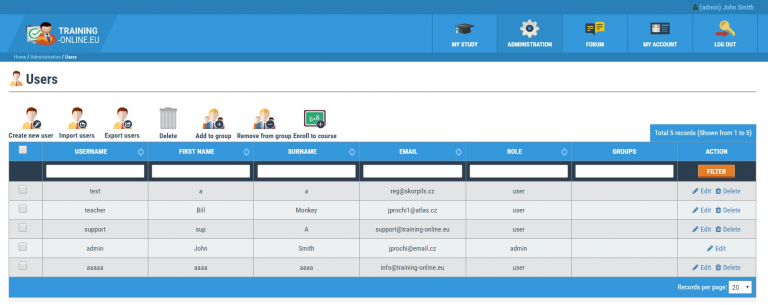 (admin) John Smith
TRAINING
-ONLINE.EU
MY STUDY ADMINISTRATION FORUM MY ACCOUNT LOG OUT
Home / Administration / Users
Users
6+8
Create new user Import users Export users Delete Add to group Remove from group Enroll to course
Total 5 records (Shown from 1 to 5)
USERNAME FIRST NAME SURNAME EMAIL ROLE GROUPS ACTION
FILTER
test a a reg@skorpils.cz user Edit Delete
teacher Bill Monkey jprochi1@atlas.cz user Edit Delete
support sup A support@training-online.eu user Edit Delete
admin John Smith jprochi@email.cz admin Edit
aaaaa aaaa aaaa info@training-online.eu user Edit Delete
Records per page: 20